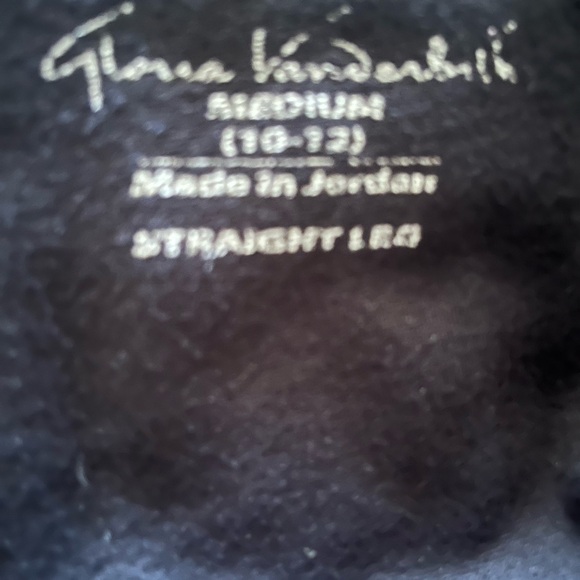 Gloria Vanderbilt
MEDIUM
(10-12)
Made in Jordan
STRAIGHT LEG